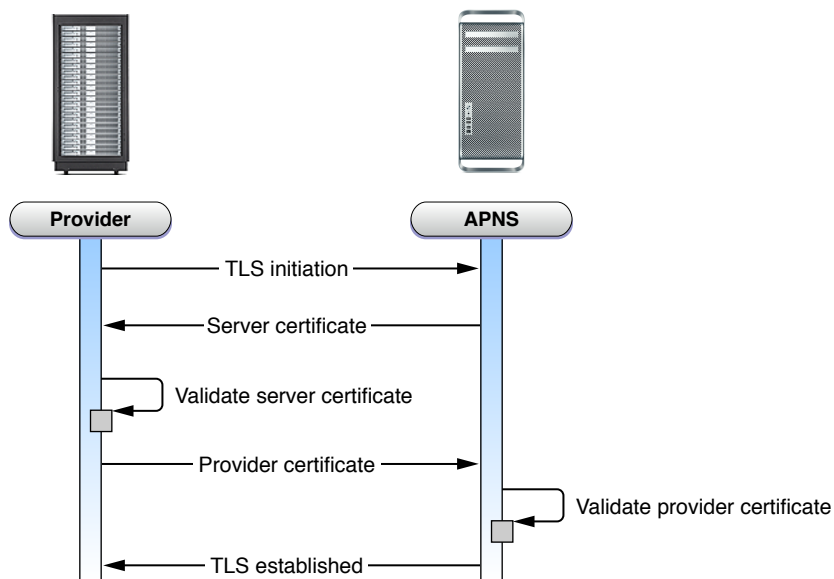 Provider
APNS
TLS initiation
Server certificate
Validate server certificate
Provider certificate
Validate provider certificate
TLS established